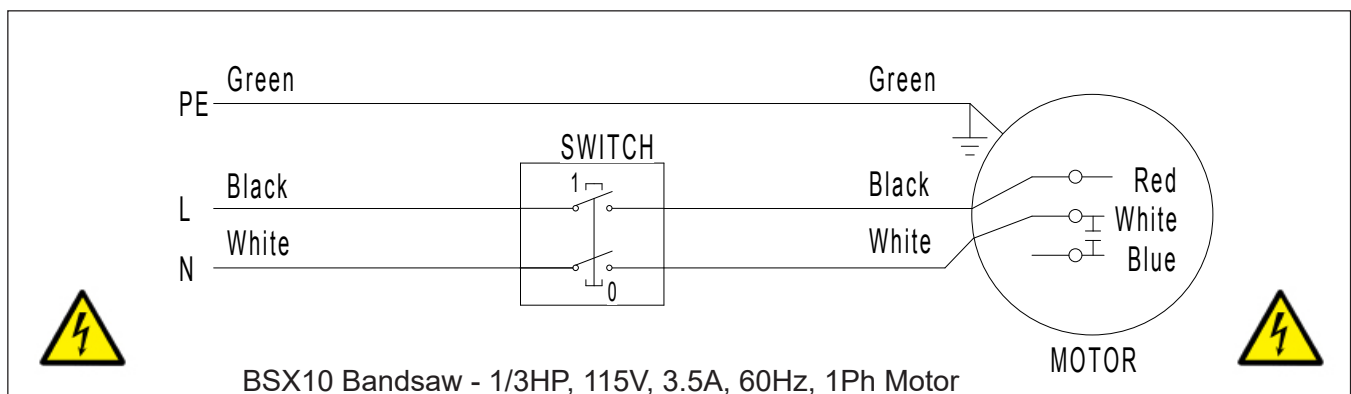 Green Green
PE
SWITCH
Black 1 Black Red
L
White White White
N Blue
0
MOTOR
BSX10 Bandsaw - 1/3HP, 115V, 3.5A, 60Hz, 1Ph Motor